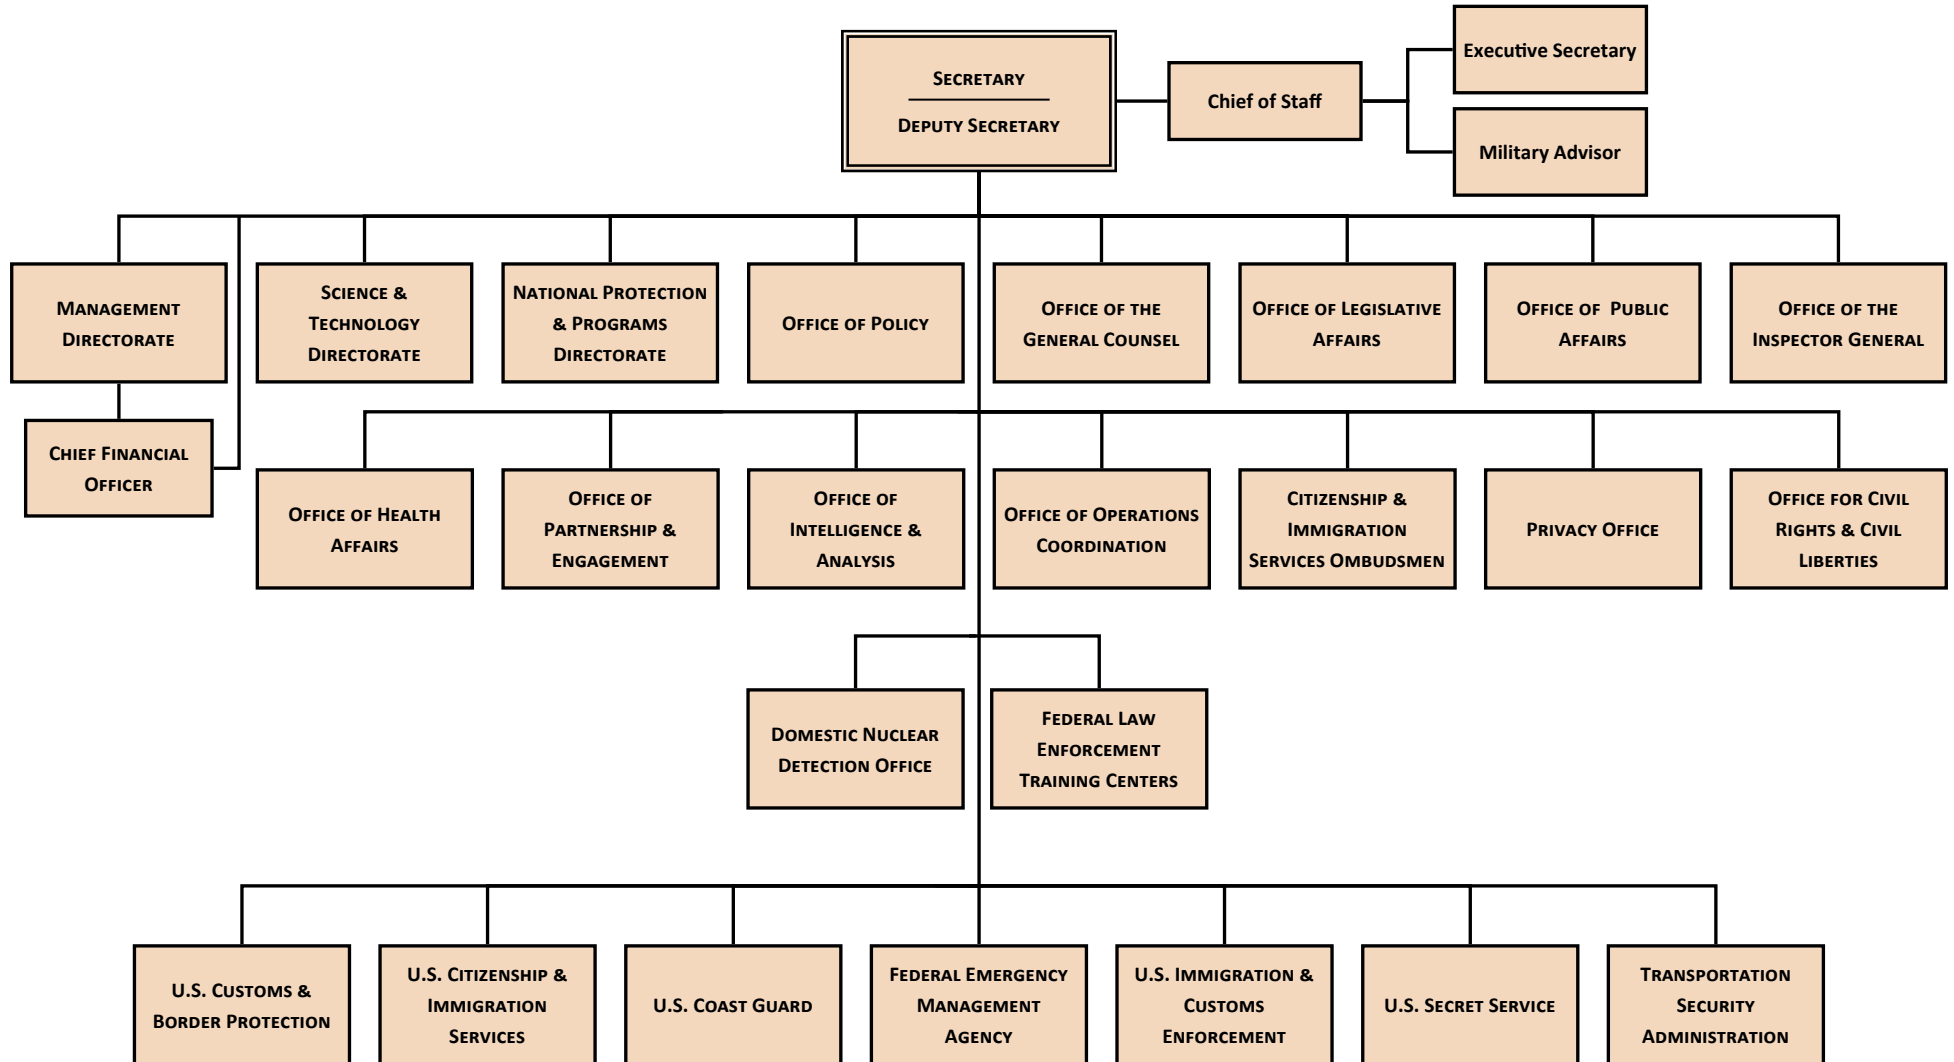 SECRETARY
DEPUTY SECRETARY
Chief of Staff
Executive Secretary
Military Advisor
MANAGEMENT
DIRECTORATE
SCIENCE &
TECHNOLOGY
DIRECTORATE
NATIONAL PROTECTION
& PROGRAMS
DIRECTORATE
OFFICE OF POLICY
OFFICE OF THE
GENERAL COUNSEL
OFFICE OF LEGISLATIVE
AFFAIRS
OFFICE OF PUBLIC
AFFAIRS
OFFICE OF THE
INSPECTOR GENERAL
CHIEF FINANCIAL
OFFICER
OFFICE OF HEALTH
AFFAIRS
OFFICE OF
PARTNERSHIP &
ENGAGEMENT
OFFICE OF
INTELLIGENCE &
ANALYSIS
OFFICE OF OPERATIONS
COORDINATION
CITIZENSHIP &
IMMIGRATION
SERVICES OMBUDSMEN
PRIVACY OFFICE
OFFICE FOR CIVIL
RIGHTS & CIVIL
LIBERTIES
DOMESTIC NUCLEAR
DETECTION OFFICE
FEDERAL LAW
ENFORCEMENT
TRAINING CENTERS
U.S. CUSTOMS &
BORDER PROTECTION
U.S. CITIZENSHIP &
IMMIGRATION
SERVICES
U.S. COAST GUARD
FEDERAL EMERGENCY
MANAGEMENT
AGENCY
U.S. IMMIGRATION &
CUSTOMS
ENFORCEMENT
U.S. SECRET SERVICE
TRANSPORTATION
SECURITY
ADMINISTRATION